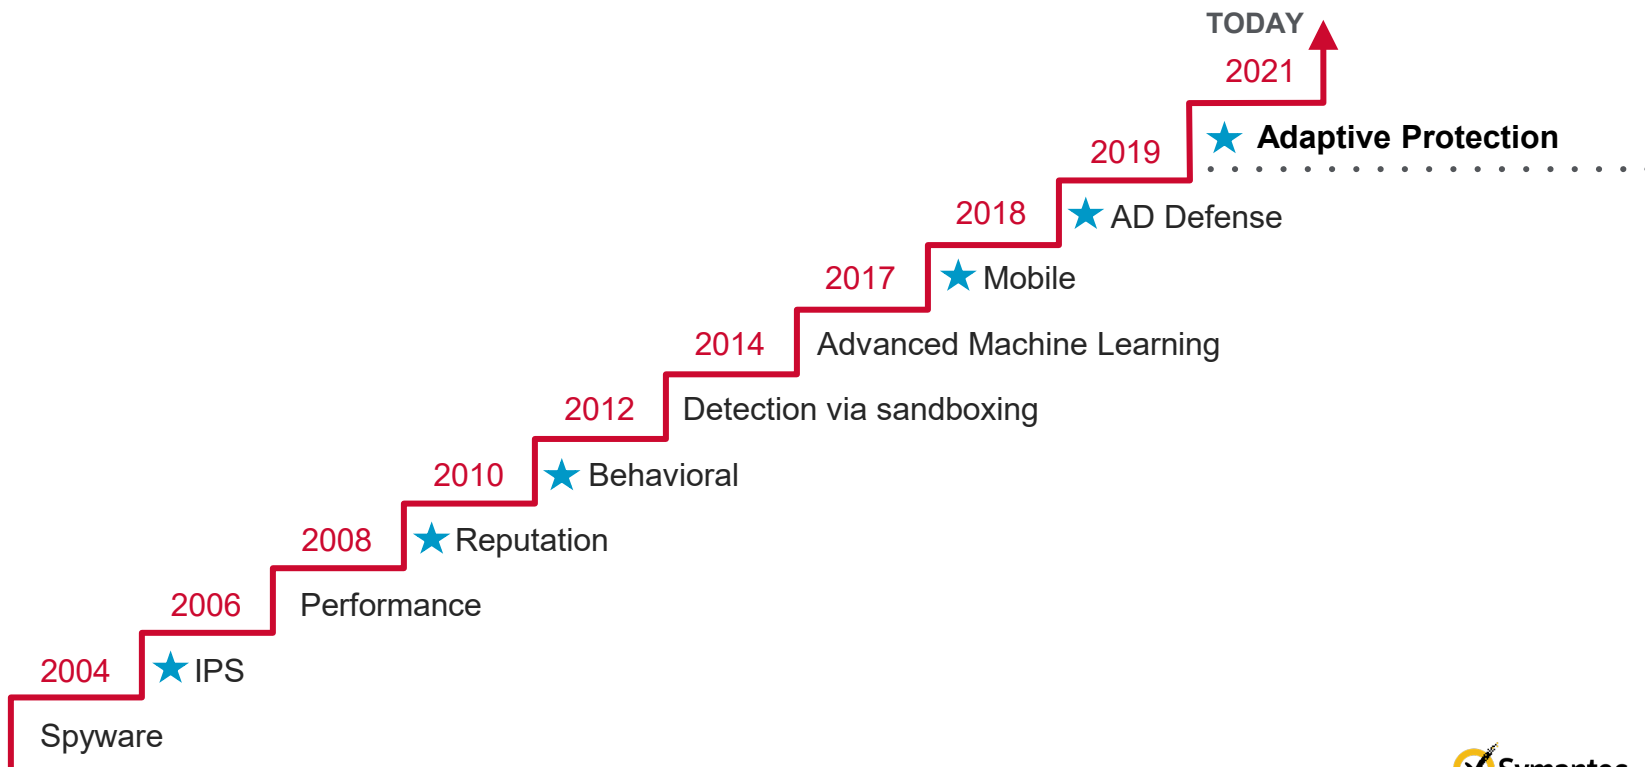 TODAY
2021
Adaptive Protection
2019
AD Defense
2018
Mobile
2017
Advanced Machine Learning
2014
Detection via sandboxing
2012
Behavioral
2010
Reputation
2008
Performance
2006
IPS
2004
Spyware
Symantec